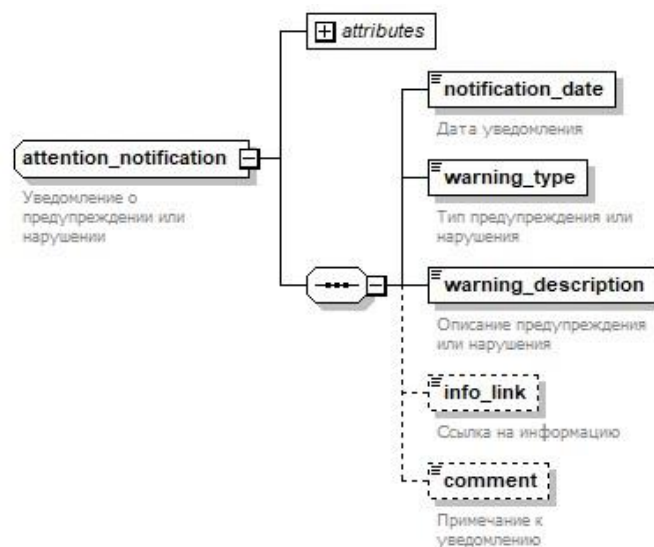 attributes
notification_date
Дата уведомления
attention_notification
Уведомление о
предупреждении или
нарушении
warning_type
Тип предупреждения или
нарушения
warning_description
Описание предупреждения
или нарушения
info_link
Ссылка на информацию
comment
Примечание к
уведомлению